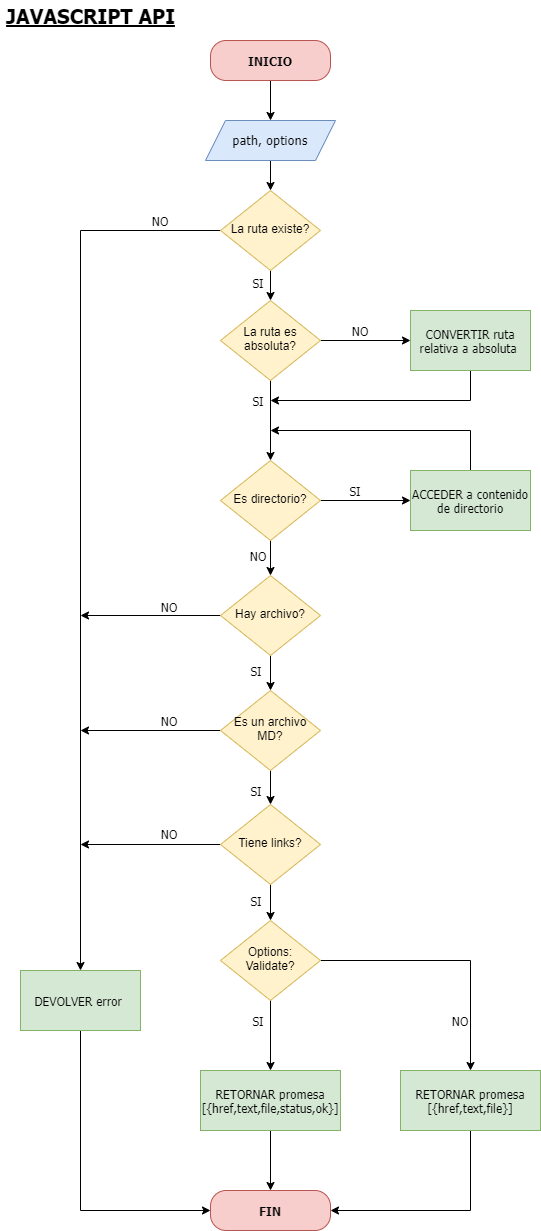 JAVASCRIPT API
INICIO
path, options
La ruta existe?
NO
SI
La ruta es
absoluta?
NO
CONVERTIR ruta
relativa a absoluta
SI
Es directorio?
SI
ACCEDER a contenido
de directorio
NO
Hay archivo?
NO
SI
Es un archivo
MD?
NO
SI
Tiene links?
NO
SI
Options:
Validate?
SI
NO
DEVOLVER error
RETORNAR promesa
[{href,text,file,status,ok}]
RETORNAR promesa
[{href,text,file}]
FIN